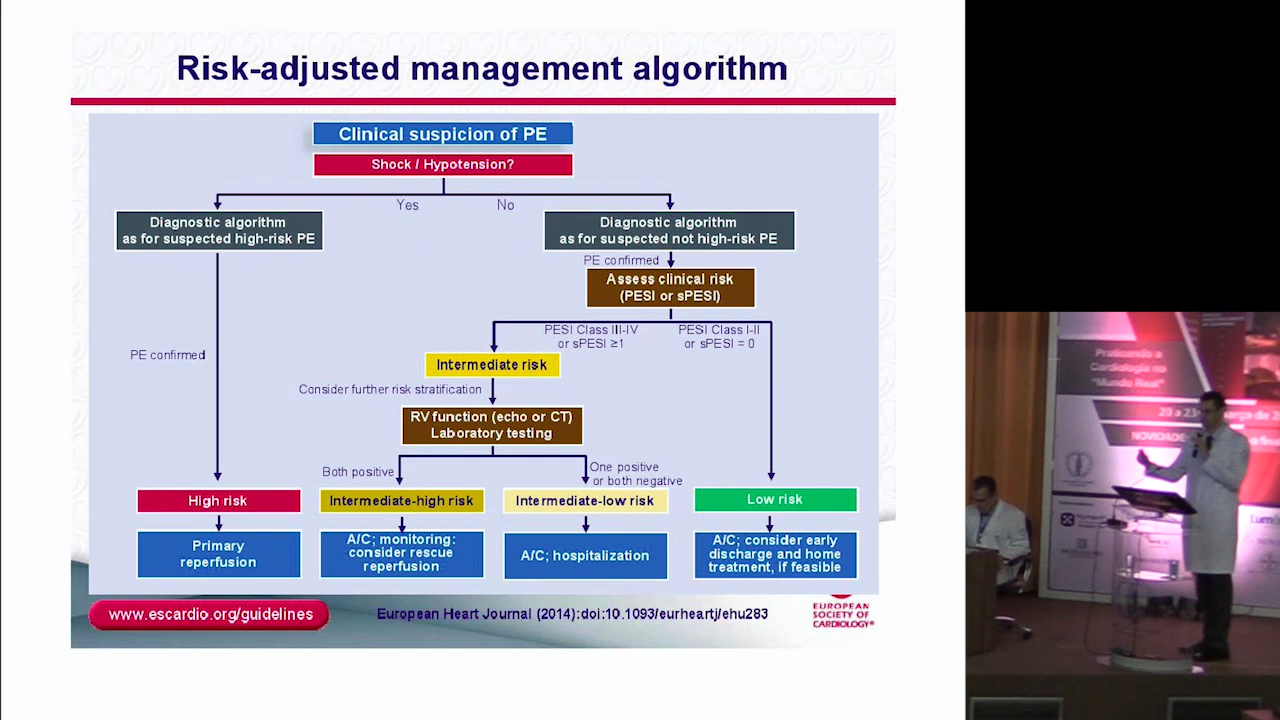 Risk-adjusted management algorithm
Clinical suspicion of PE
Shock / Hypotension?
Yes
No
Diagnostic algorithm
as for suspected high-risk PE
Diagnostic algorithm
as for suspected not high-risk PE
PE confirmed
Assess clinical risk
(PESI or sPESI)
PESI Class III-IV
or sPESI ≥1
PESI Class I-II
or sPESI = 0
PE confirmed
Intermediate risk
Consider further risk stratification
RV function (echo or CT)
Laboratory testing
Both positive
One positive
or both negative
High risk
Intermediate-high risk
Intermediate-low risk
Low risk
Primary
reperfusion
A/C; monitoring:
consider rescue
reperfusion
A/C; hospitalization
A/C; consider early
discharge and home
treatment, if feasible
www.escardio.org/guidelines
European Heart Journal (2014):doi:10.1093/eurheartj/ehu283
EUROPEAN
SOCIETY OF
CARDIOLOGY®
Praticando a
Cardiologia no
"Mundo Real"